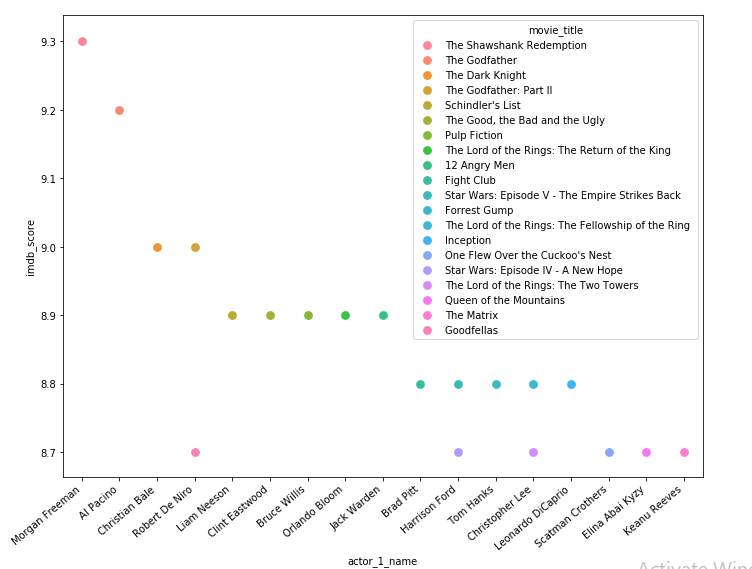 movie_title
The Shawshank Redemption
The Godfather
The Dark Knight
The Godfather: Part II
Schindler's List
The Good, the Bad and the Ugly
Pulp Fiction
The Lord of the Rings: The Return of the King
12 Angry Men
Fight Club
Star Wars: Episode V - The Empire Strikes Back
Forrest Gump
The Lord of the Rings: The Fellowship of the Ring
Inception
One Flew Over the Cuckoo's Nest
Star Wars: Episode IV - A New Hope
The Lord of the Rings: The Two Towers
Queen of the Mountains
The Matrix
Goodfellas
9.3
9.2
9.1
9.0
8.9
8.8
8.7
imdb_score
Morgan Freeman
Al Pacino
Christian Bale
Robert De Niro
Liam Neeson
Clint Eastwood
Bruce Willis
Orlando Bloom
Jack Warden
Brad Pitt
Harrison Ford
Tom Hanks
Christopher Lee
Leonardo DiCaprio
Scatman Crothers
Elina Abai Kyzy
Keanu Reeves
actor_1_name
Activate